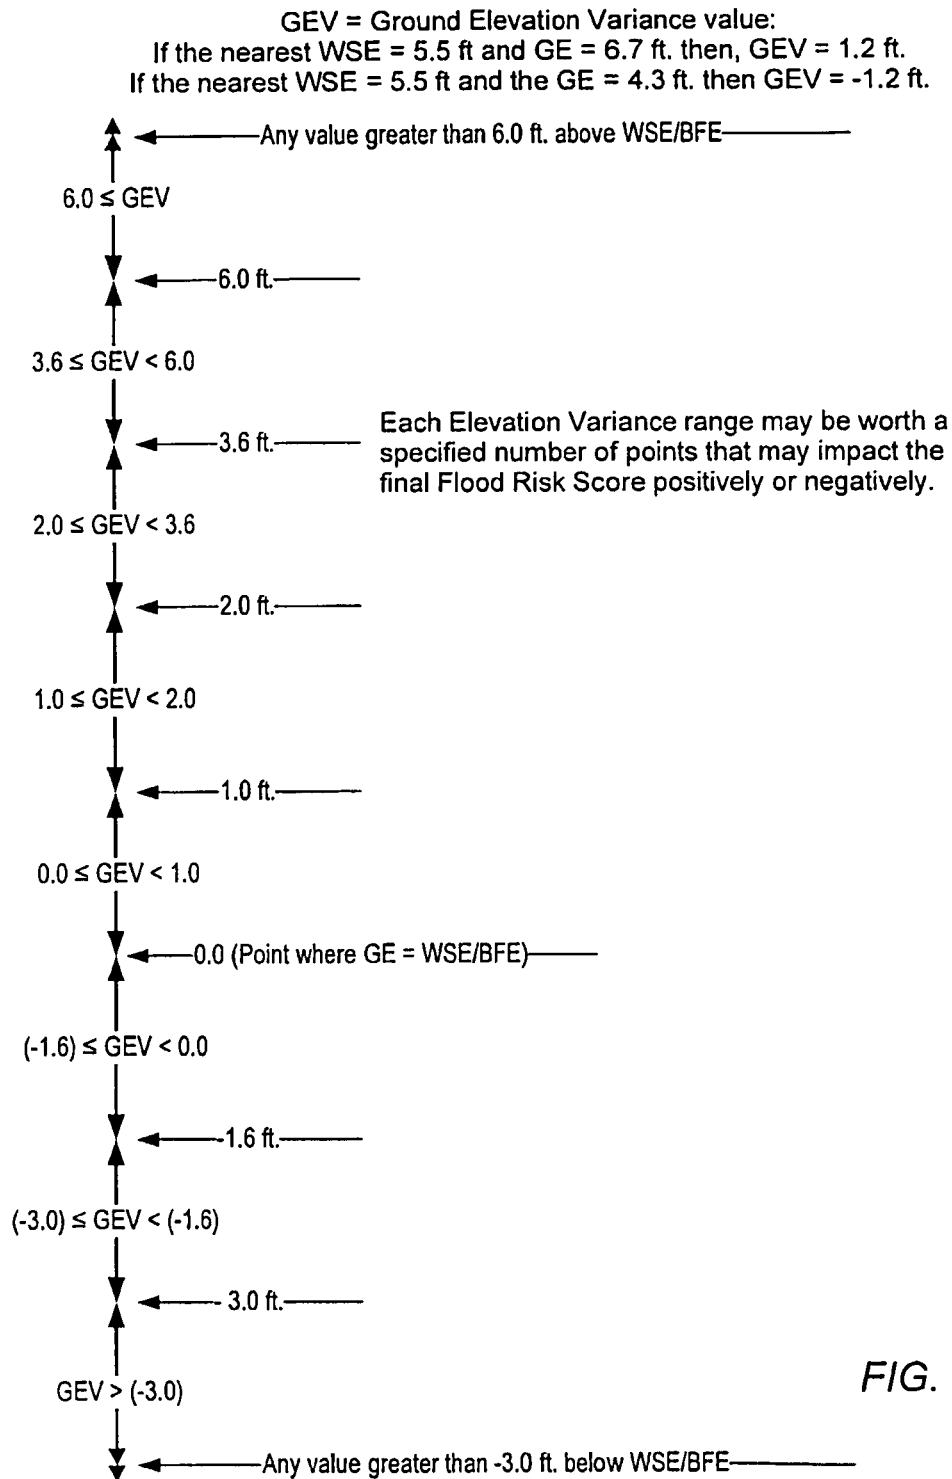 GEV = Ground Elevation Variance value:
If the nearest WSE = 5.5 ft and GE = 6.7 ft. then, GEV = 1.2 ft.
If the nearest WSE = 5.5 ft and the GE = 4.3 ft. then GEV = -1.2 ft.
Any value greater than 6.0 ft. above WSE/BFE
6.0 ≤ GEV
6.0 ft.
3.6 ≤ GEV < 6.0
3.6 ft.
Each Elevation Variance range may be worth a
specified number of points that may impact the
final Flood Risk Score positively or negatively.
2.0 ≤ GEV < 3.6
2.0 ft.
1.0 ≤ GEV < 2.0
1.0 ft.
0.0 ≤ GEV < 1.0
0.0 (Point where GE = WSE/BFE)
(-1.6) ≤ GEV < 0.0
-1.6 ft.
(-3.0) ≤ GEV < (-1.6)
- 3.0 ft.
GEV > (-3.0)
FIG.
Any value greater than -3.0 ft. below WSE/BFE